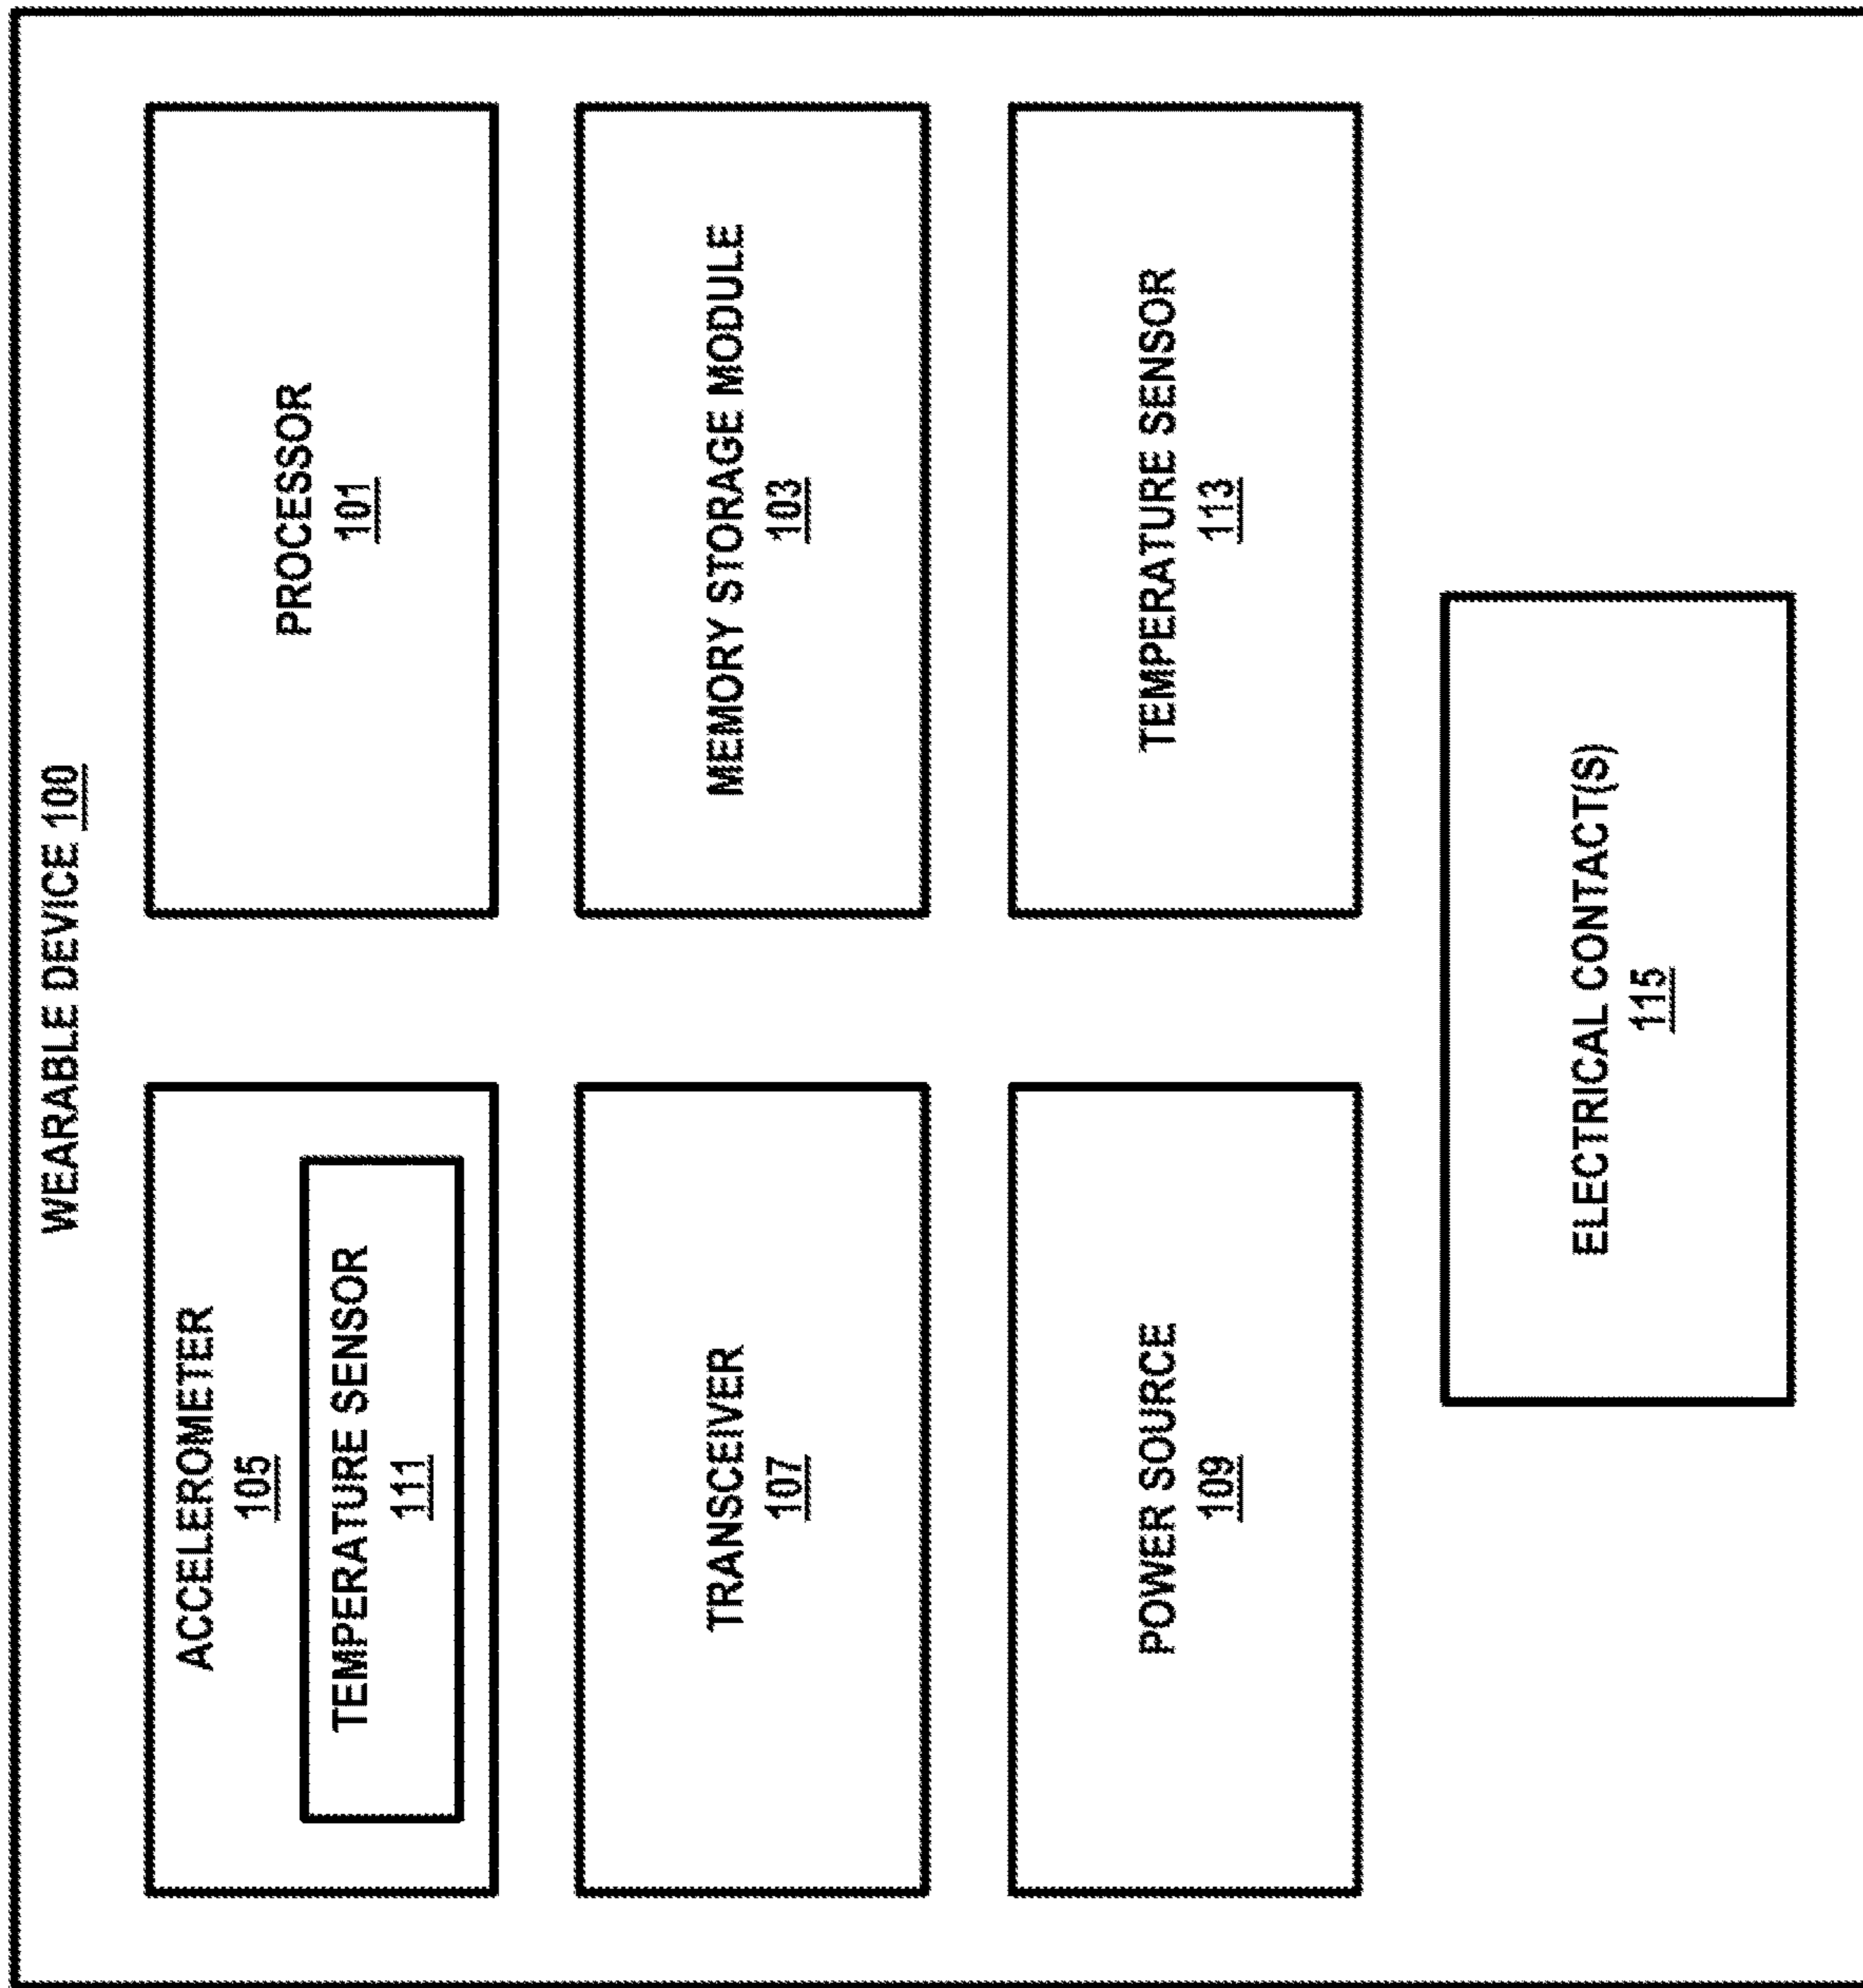 WEARABLE DEVICE 100
ACCELEROMETER
105
TEMPERATURE SENSOR
111
PROCESSOR
101
TRANSCEIVER
107
MEMORY STORAGE MODULE
103
POWER SOURCE
109
TEMPERATURE SENSOR
113
ELECTRICAL CONTACT(S)
115